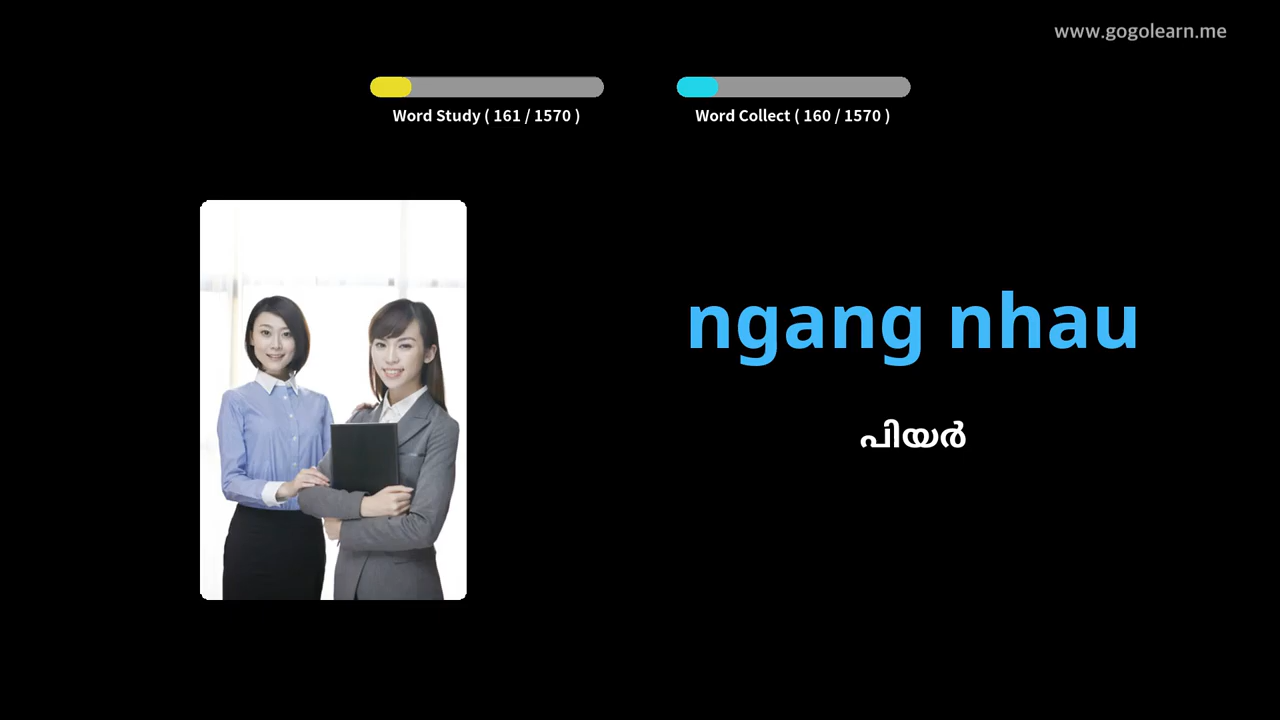 www.gogolearn.me
Word Study ( 161 / 1570 )
Word Collect ( 160 / 1570 )
ngang nhau
പിയർ